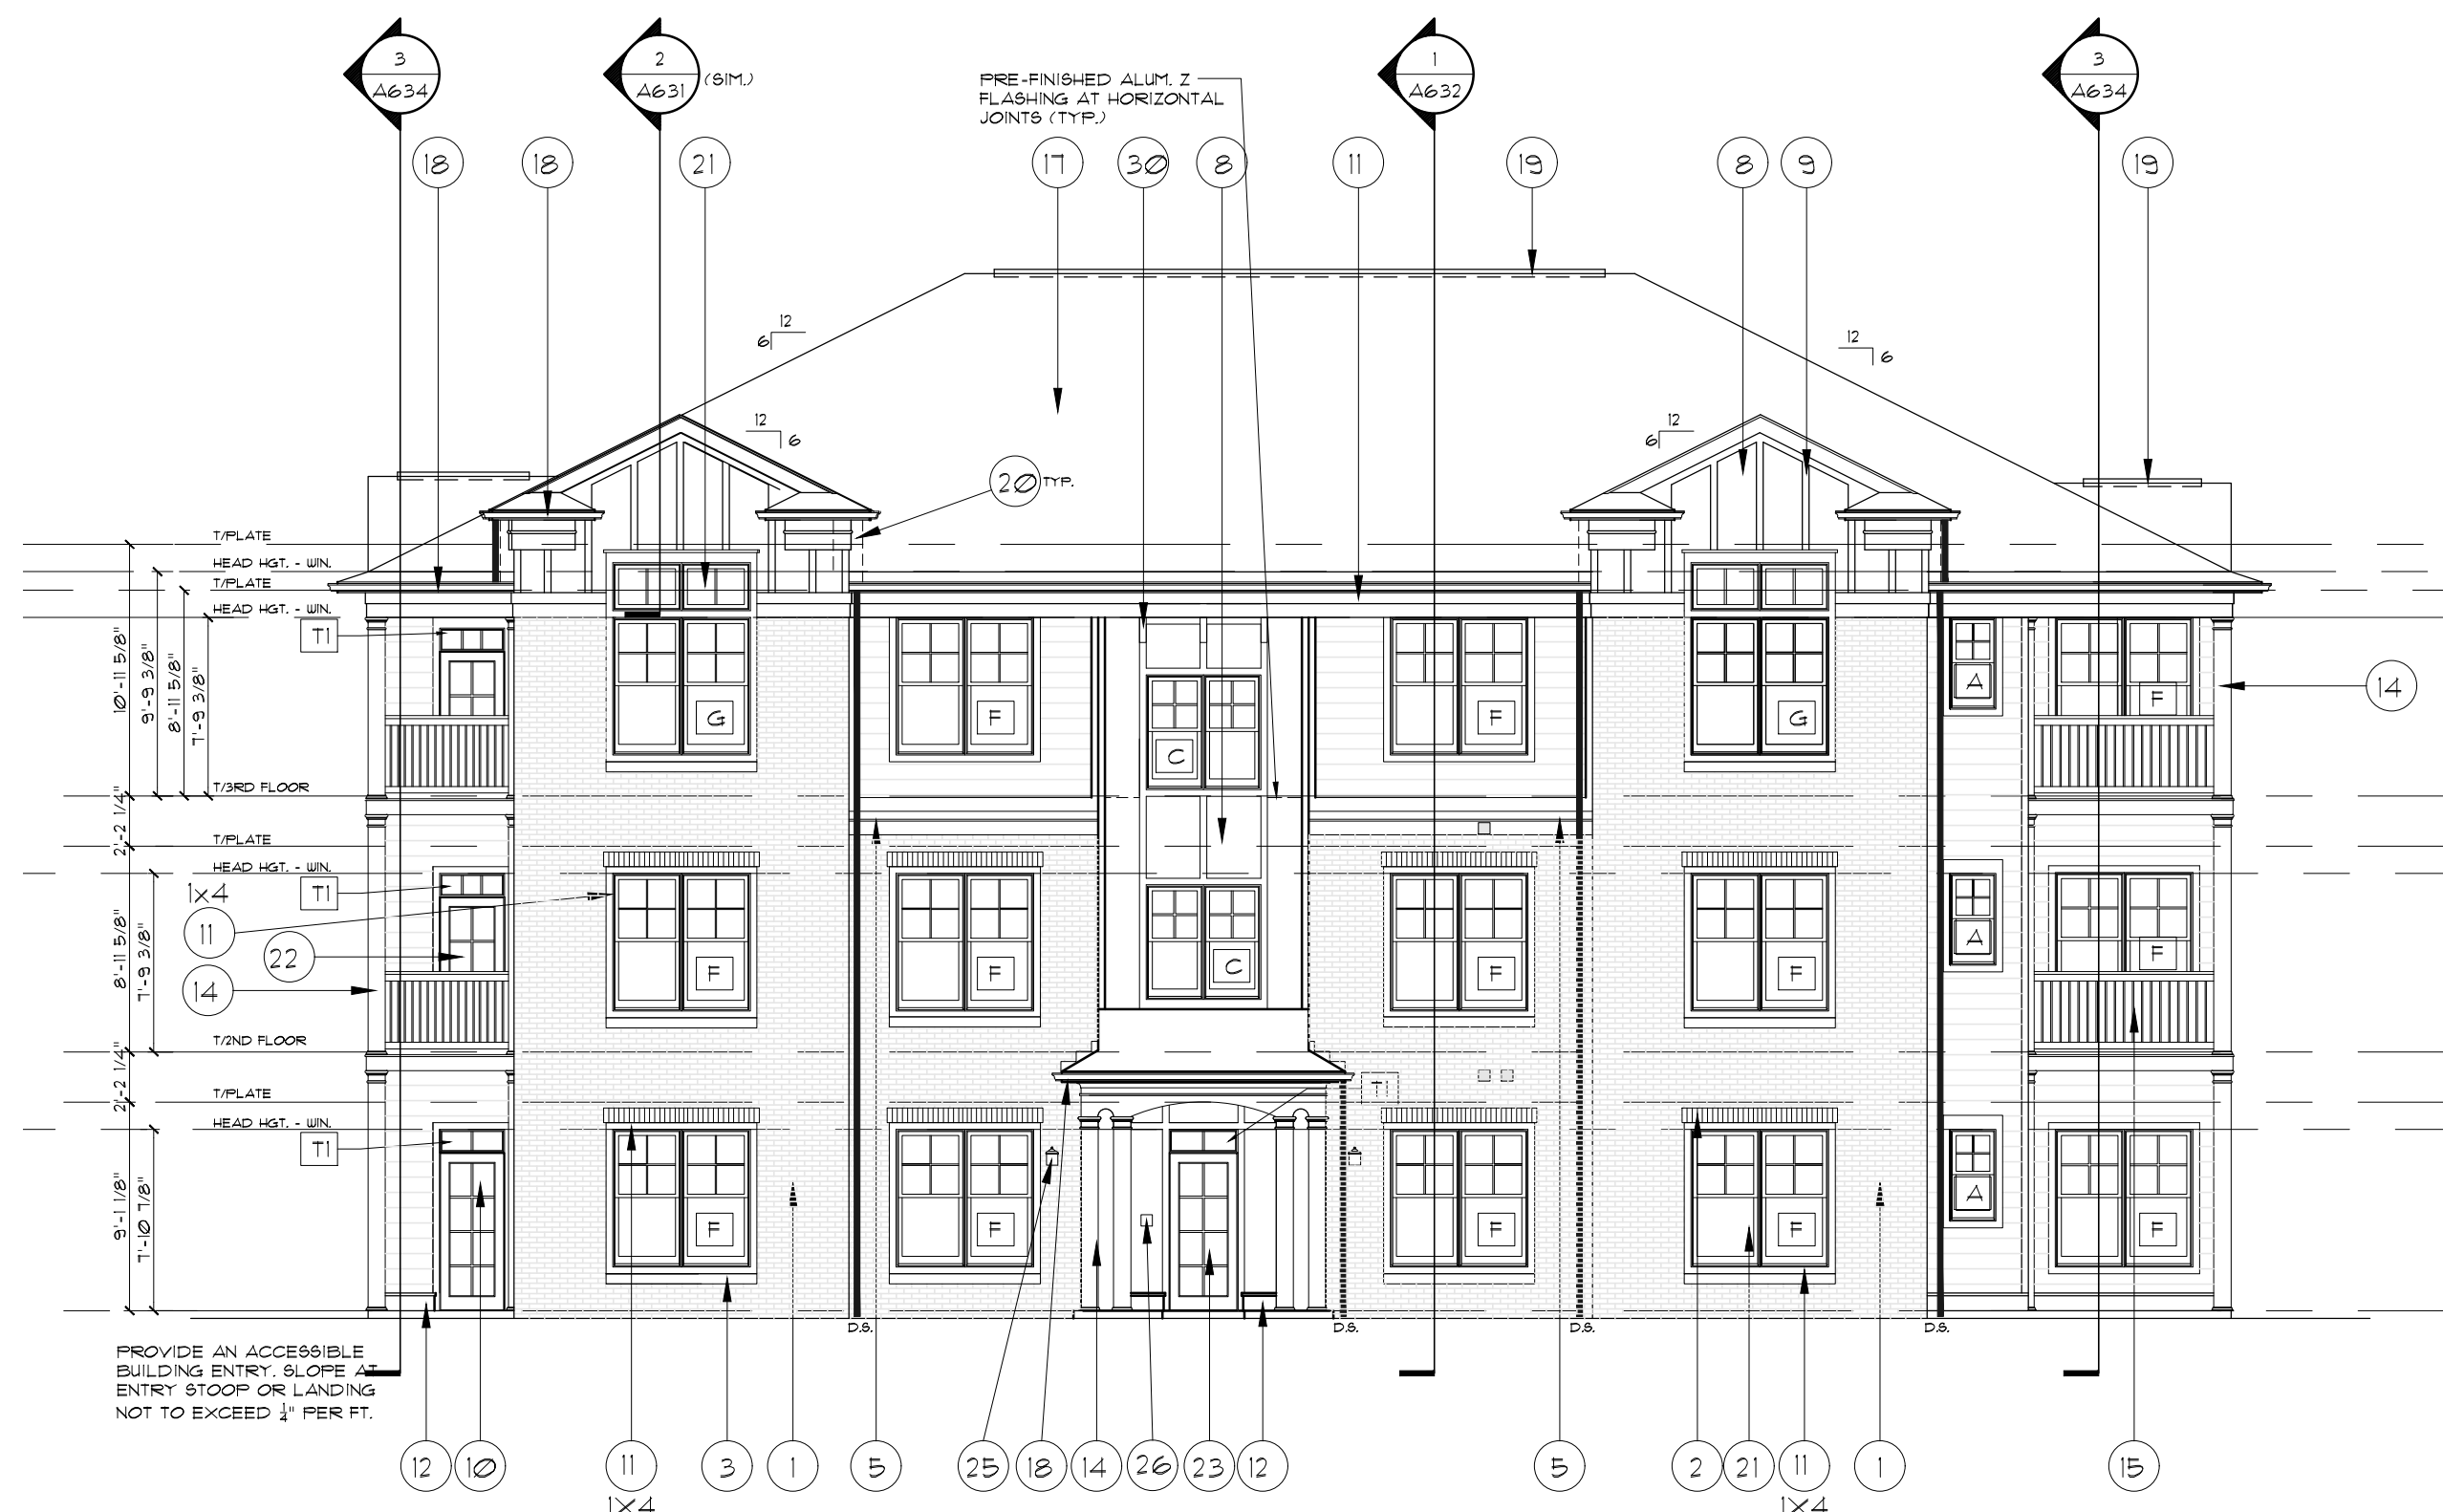 3
A634
2
A631
(SIM.)
1
A632
3
A634
PRE-FINISHED ALUM. Z
FLASHING AT HORIZONTAL
JOINTS (TYP.)
18
18
21
17
30
8
11
19
8
9
19
12
6
12
6
12
6
12
6
20 TYP.
T/PLATE
HEAD HGT. - WIN.
T/PLATE
HEAD HGT. - WIN.
T1
10'-11 5/8"
9'-9 3/8"
8'-11 5/8"
7'-9 3/8"
G
F
C
F
G
A
F
14
T/3RD FLOOR
2'-2 1/4"
T/PLATE
HEAD HGT. - WIN.
T1
1X4
11
22
14
8'-11 5/8"
7'-9 3/8"
F
F
C
F
F
A
F
T/2ND FLOOR
2'-2 1/4"
T/PLATE
HEAD HGT. - WIN.
T1
T1
9'-1 1/8"
7'-10 7/8"
F
F
F
F
A
F
D.S.
D.S.
D.S.
D.S.
PROVIDE AN ACCESSIBLE
BUILDING ENTRY. SLOPE AT
ENTRY STOOP OR LANDING
NOT TO EXCEED 1/4" PER FT.
12
10
11
1X4
3
1
5
25
18
14
26
23
12
5
2
21
11
1X4
1
15